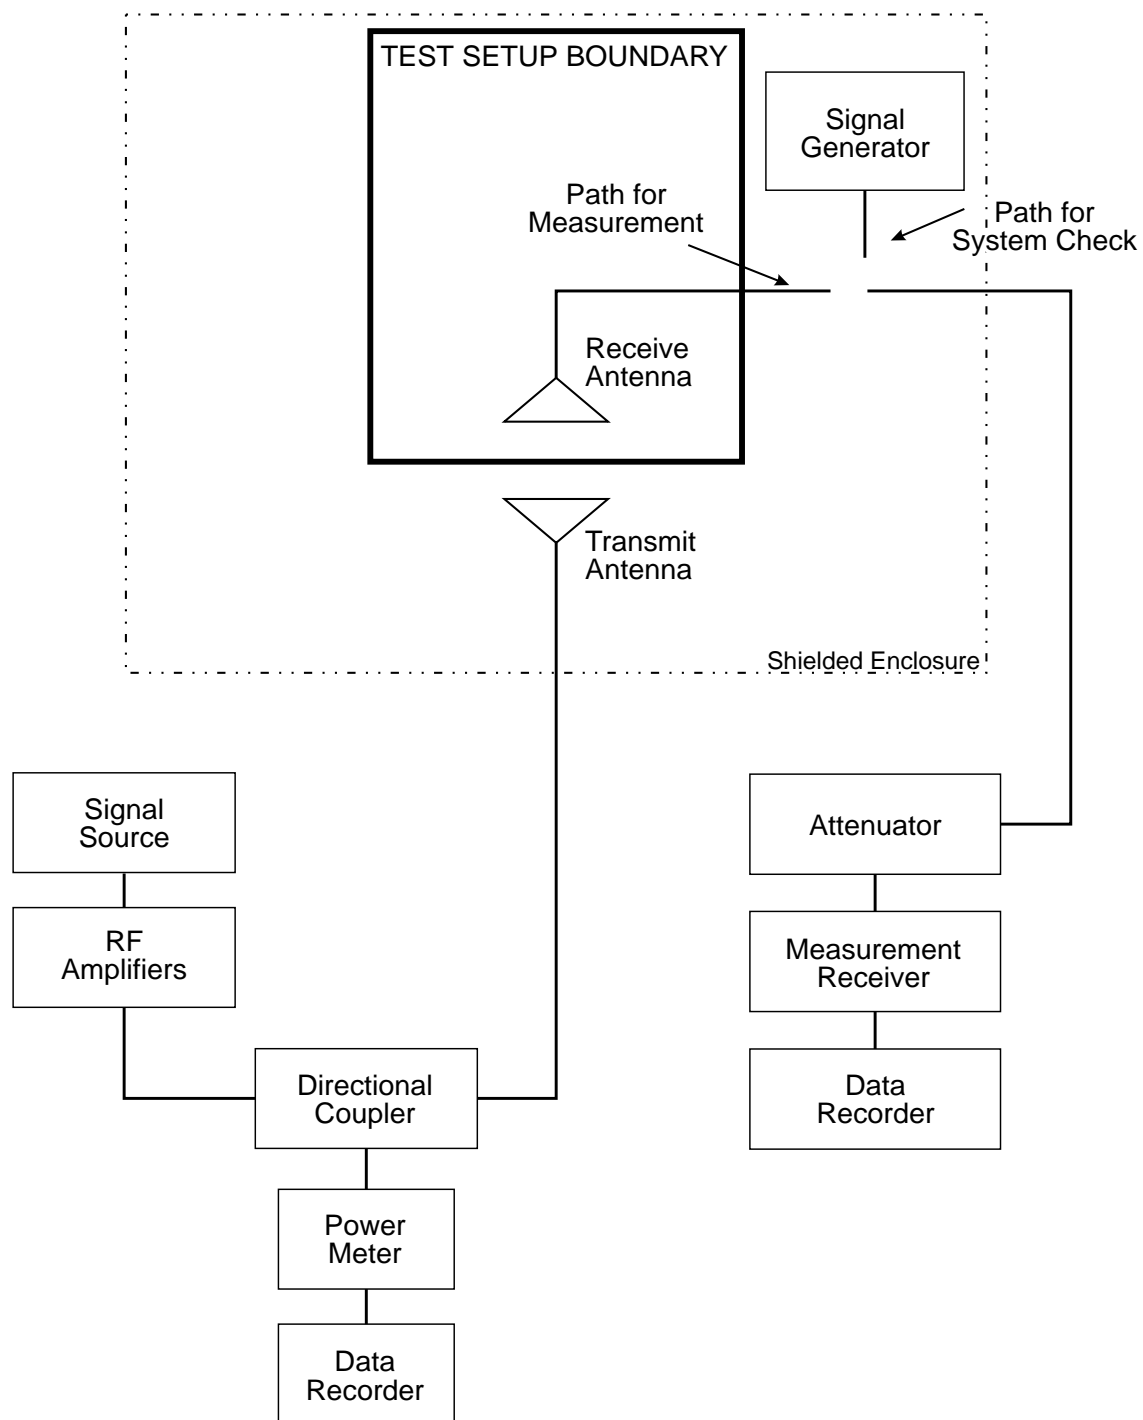 TEST SETUP BOUNDARY
Signal
Generator
Path for
Measurement
Path for
System Check
Receive
Antenna
Transmit
Antenna
Shielded Enclosure
Signal
Source
RF
Amplifiers
Directional
Coupler
Power
Meter
Data
Recorder
Attenuator
Measurement
Receiver
Data
Recorder